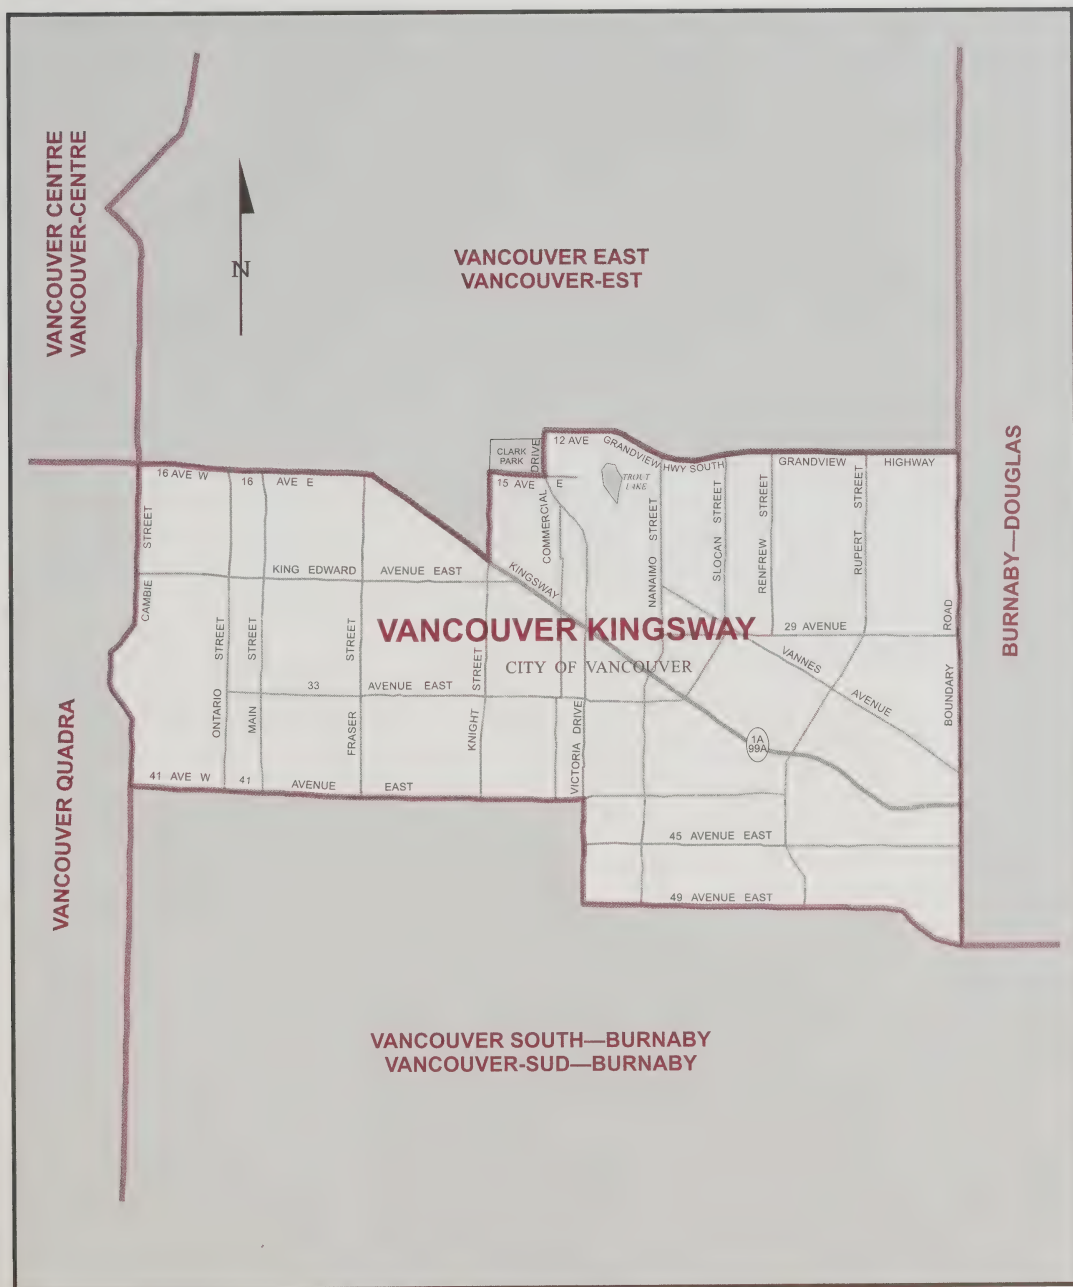 VANCOUVER CENTRE
VANCOUVER-CENTRE
N
VANCOUVER EAST
VANCOUVER-EST
BURNABY—DOUGLAS
VANCOUVER QUADRA
CLARK
PARK
DRIVE
12 AVE
GRANDVIEW
HWY SOUTH
GRANDVIEW
HIGHWAY
16 AVE W
16
AVE E
15 AVE
E
TROUT
LAKE
CAMBIE
STREET
COMMERCIAL
NANAIMO STREET
SLOCAN STREET
RENFREW STREET
RUPERT STREET
KING EDWARD
AVENUE EAST
KINGSWAY
VANCOUVER KINGSWAY
CITY OF VANCOUVER
29 AVENUE
VANNES
AVENUE
BOUNDARY
ROAD
ONTARIO
STREET
MAIN
STREET
FRASER
STREET
KNIGHT
STREET
33
AVENUE EAST
VICTORIA DRIVE
1A
99A
41 AVE W
41
AVENUE
EAST
45 AVENUE EAST
49 AVENUE EAST
VANCOUVER SOUTH—BURNABY
VANCOUVER-SUD—BURNABY